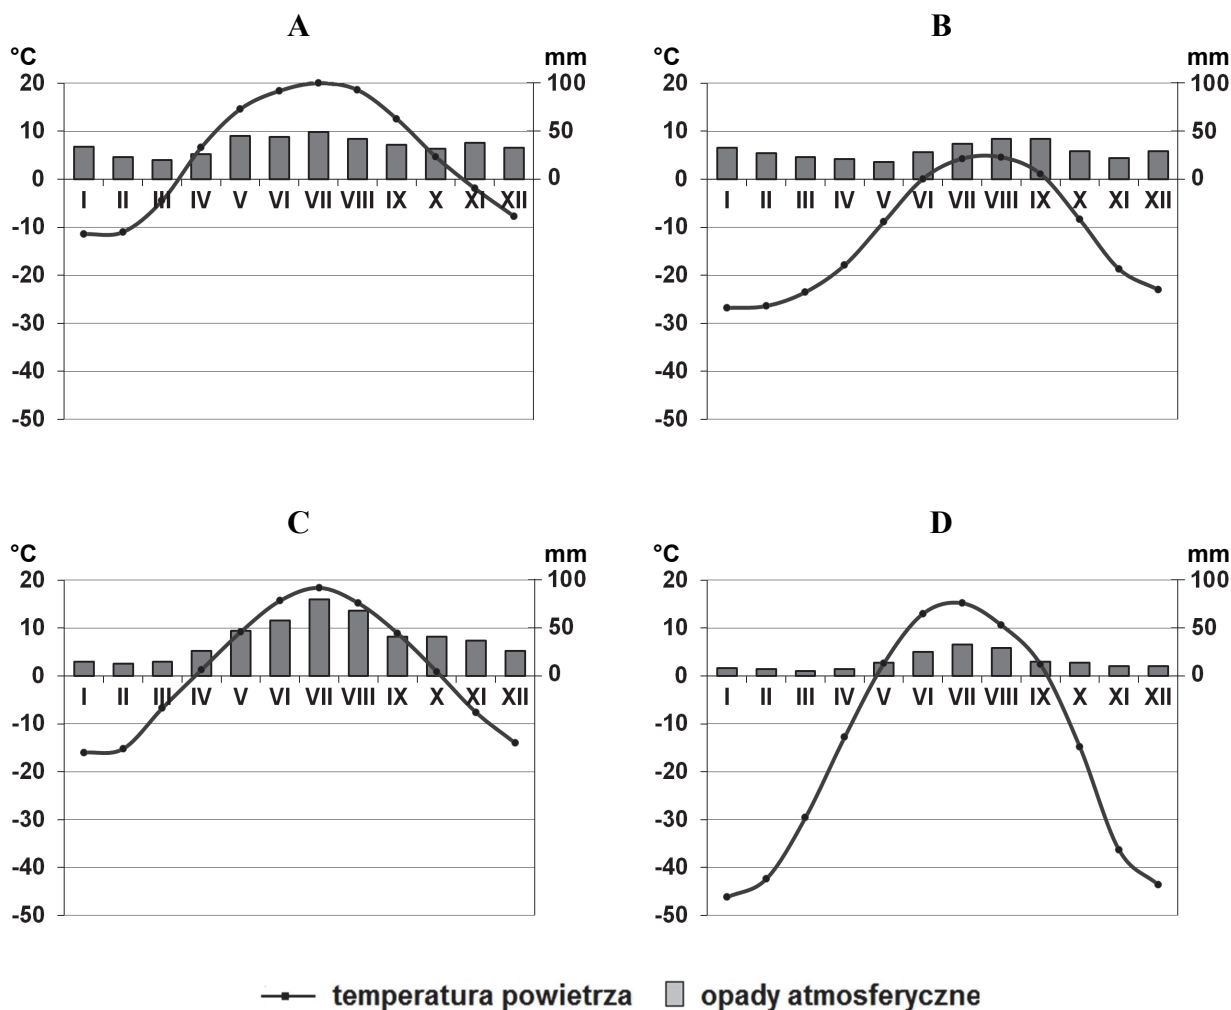 A
B
°C mm
20 100
10 50
0 0
I II III IV V VI VII VIII IX X XI XII
-10
-20
-30
-40
-50
°C mm
20 100
10 50
0 0
I II III IV V VI VII VIII IX X XI XII
-10
-20
-30
-40
-50
C
D
°C mm
20 100
10 50
0 0
I II III IV V VI VII VIII IX X XI XII
-10
-20
-30
-40
-50
°C mm
20 100
10 50
0 0
I II III IV V VI VII VIII IX X XI XII
-10
-20
-30
-40
-50
temperatura powietrza opady atmosferyczne